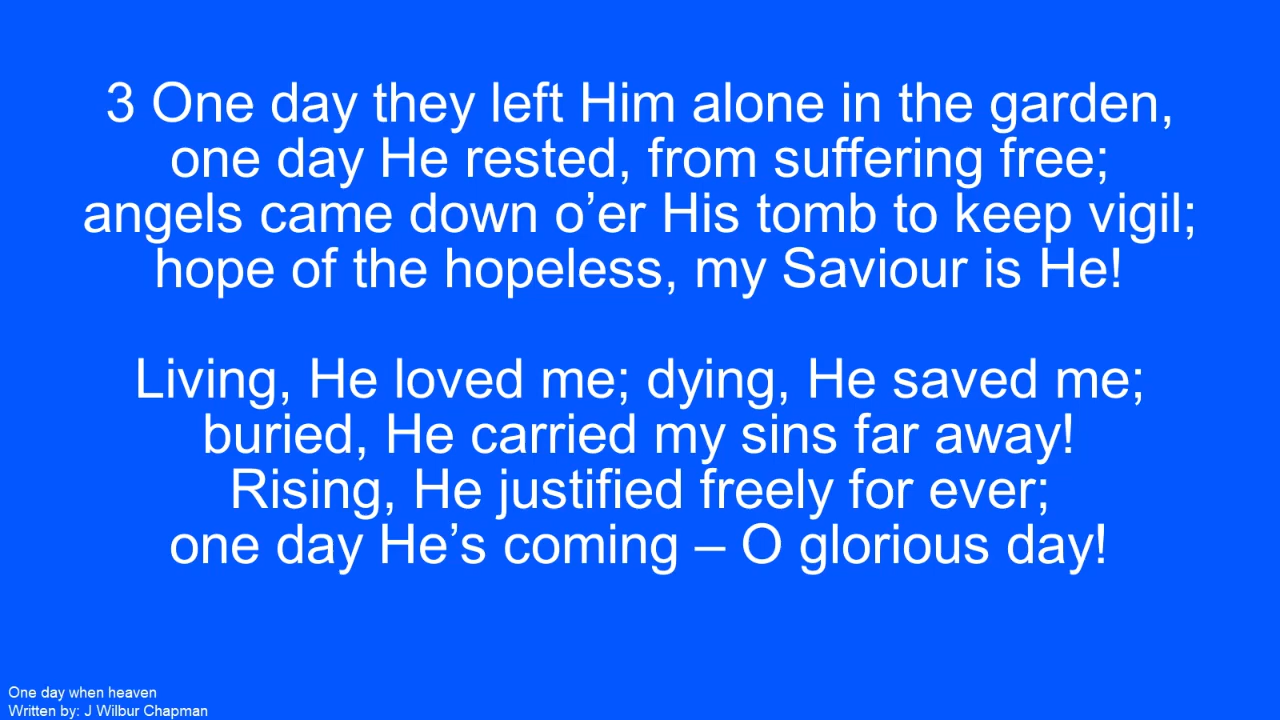 3 One day they left Him alone in the garden,
one day He rested, from suffering free;
angels came down o’er His tomb to keep vigil;
hope of the hopeless, my Saviour is He!
Living, He loved me; dying, He saved me;
buried, He carried my sins far away!
Rising, He justified freely for ever;
one day He’s coming – O glorious day!
One day when heaven
Written by: J Wilbur Chapman